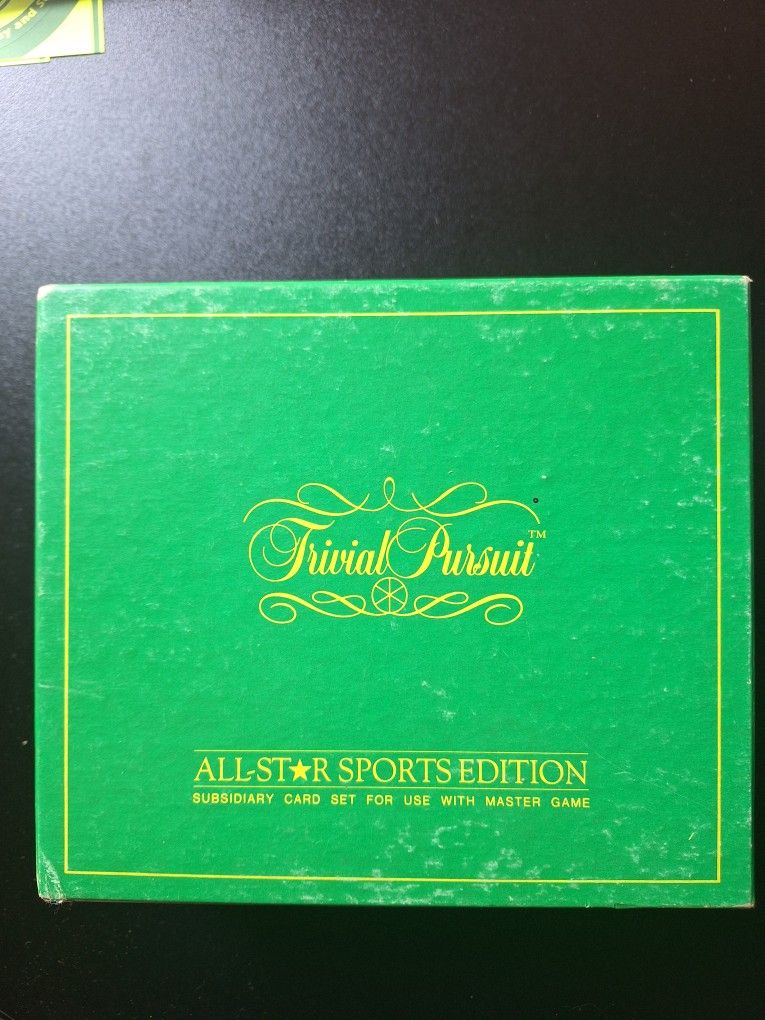 Trivial Pursuit™
ALL-ST★R SPORTS EDITION
SUBSIDIARY CARD SET FOR USE WITH MASTER GAME